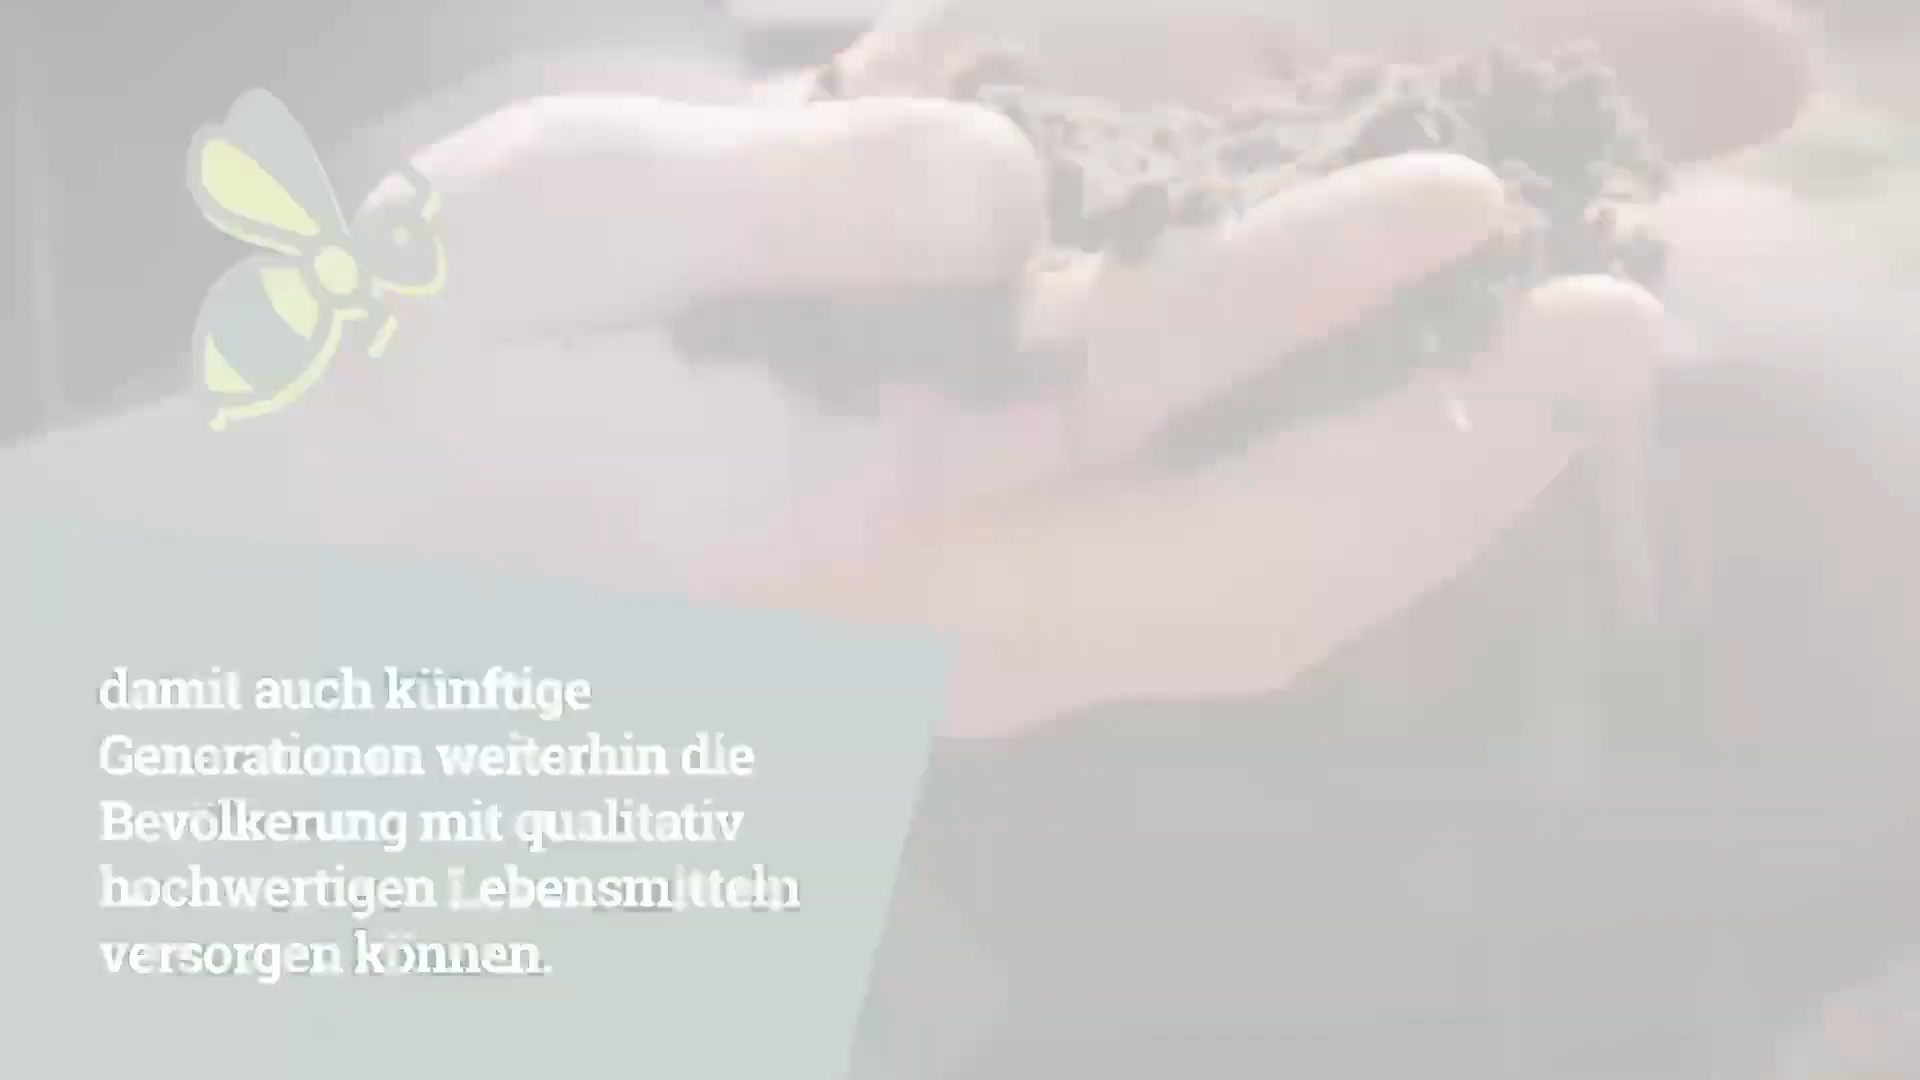 damit auch künftige
Generationen weiterhin die
Bevölkerung mit qualitativ
hochwertigen Lebensmitteln
versorgen können.